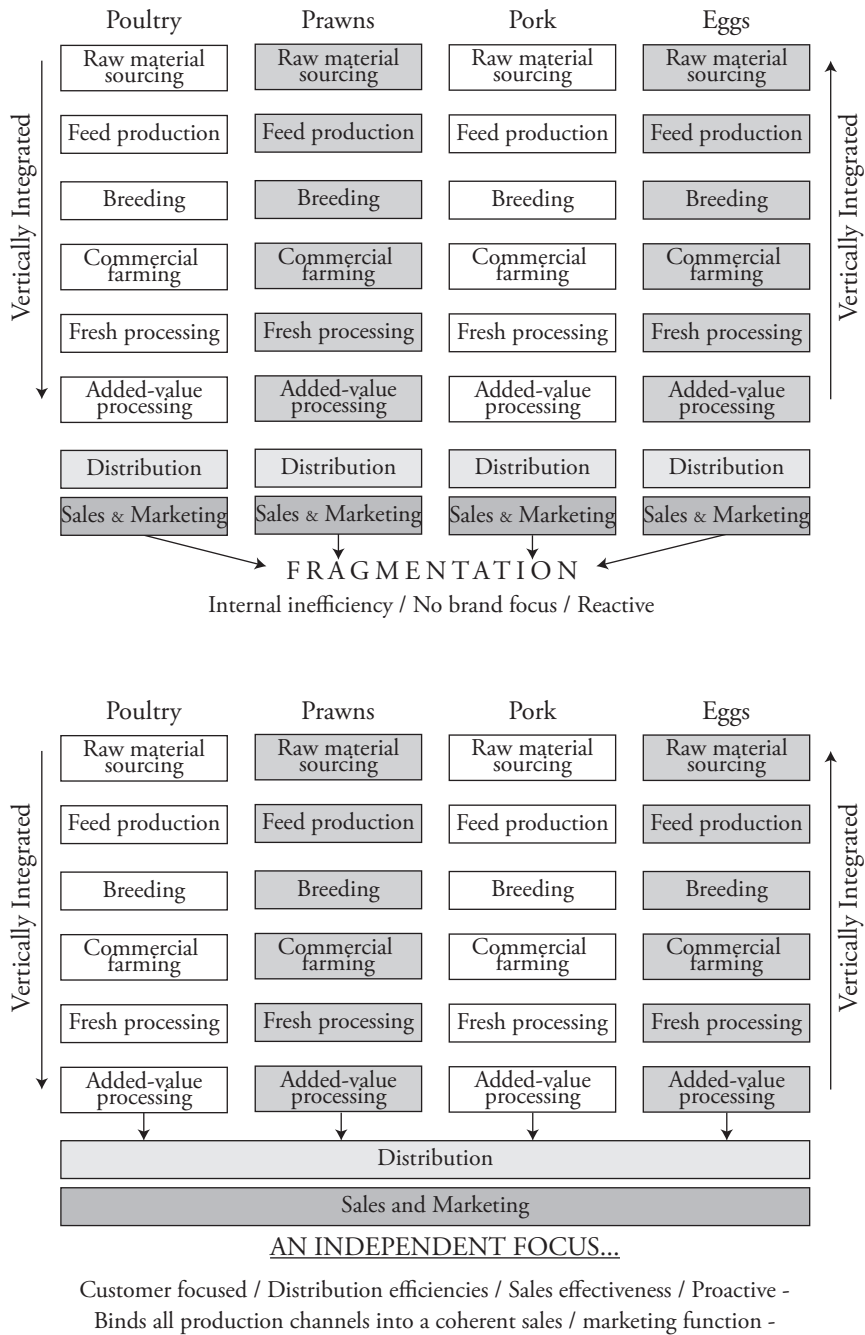 Poultry Prawns Pork Eggs
Raw material Raw material Raw material Raw material
sourcing sourcing sourcing sourcing
Feed production Feed production Feed production Feed production
Breeding Breeding Breeding Breeding
Commercial Commercial Commercial Commercial
farming farming farming farming
Fresh processing Fresh processing Fresh processing Fresh processing
Added-value Added-value Added-value Added-value
processing processing processing processing
Vertically Integrated
Vertically Integrated
Distribution Distribution Distribution Distribution
Sales & Marketing Sales & Marketing Sales & Marketing Sales & Marketing
FRAGMENTATION
Internal inefficiency / No brand focus / Reactive
Poultry Prawns Pork Eggs
Raw material Raw material Raw material Raw material
sourcing sourcing sourcing sourcing
Feed production Feed production Feed production Feed production
Breeding Breeding Breeding Breeding
Commercial Commercial Commercial Commercial
farming farming farming farming
Fresh processing Fresh processing Fresh processing Fresh processing
Added-value Added-value Added-value Added-value
processing processing processing processing
Vertically Integrated
Vertically Integrated
Distribution
Sales and Marketing
AN INDEPENDENT FOCUS...
Customer focused / Distribution efficiencies / Sales effectiveness / Proactive -
Binds all production channels into a coherent sales / marketing function -